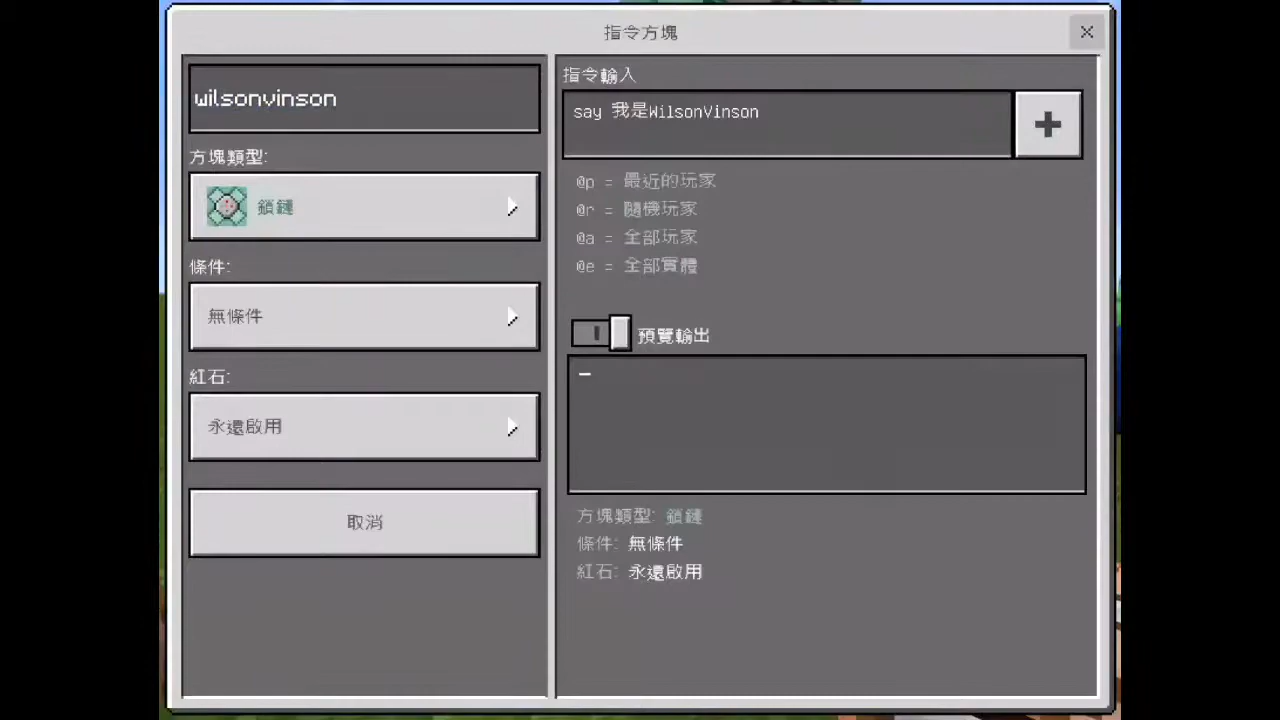 指令方塊
wilsonvinson
方塊類型:
鎖鏈
條件:
無條件
紅石:
永遠啟用
取消
指令輸入
say 我是WilsonVinson
@p = 最近的玩家
@r = 隨機玩家
@a = 全部玩家
@e = 全部實體
預覽輸出
方塊類型: 鎖鏈
條件: 無條件
紅石: 永遠啟用